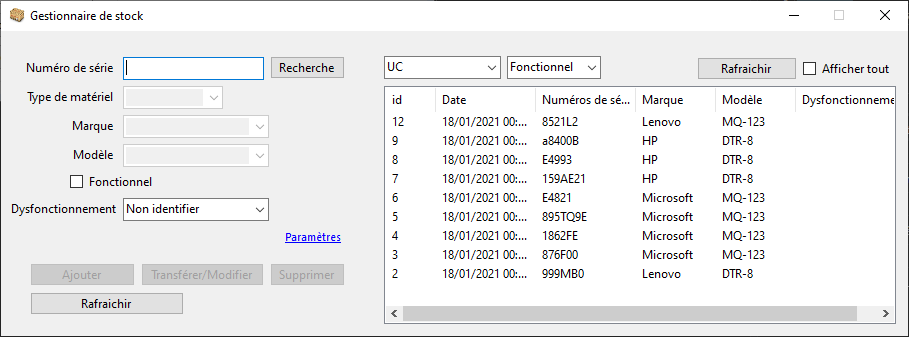 Gestionnaire de stock
Numéro de série
Recherche
Type de matériel
Marque
Modèle
Fonctionnel
Dysfonctionnement
Non identifier
Paramètres
Ajouter
Transférer/Modifier
Supprimer
Rafraichir
UC
Fonctionnel
Rafraichir
Afficher tout
id Date Numéros de sé... Marque Modèle Dysfonctionneme
12 18/01/2021 00:... 8521L2 Lenovo MQ-123
9 18/01/2021 00:... a8400B HP DTR-8
8 18/01/2021 00:... E4993 HP DTR-8
7 18/01/2021 00:... 159AE21 HP DTR-8
6 18/01/2021 00:... E4821 Microsoft MQ-123
5 18/01/2021 00:... 895TQ9E Microsoft MQ-123
4 18/01/2021 00:... 1862FE Microsoft MQ-123
3 18/01/2021 00:... 876F00 Microsoft MQ-123
2 18/01/2021 00:... 999MB0 Lenovo DTR-8